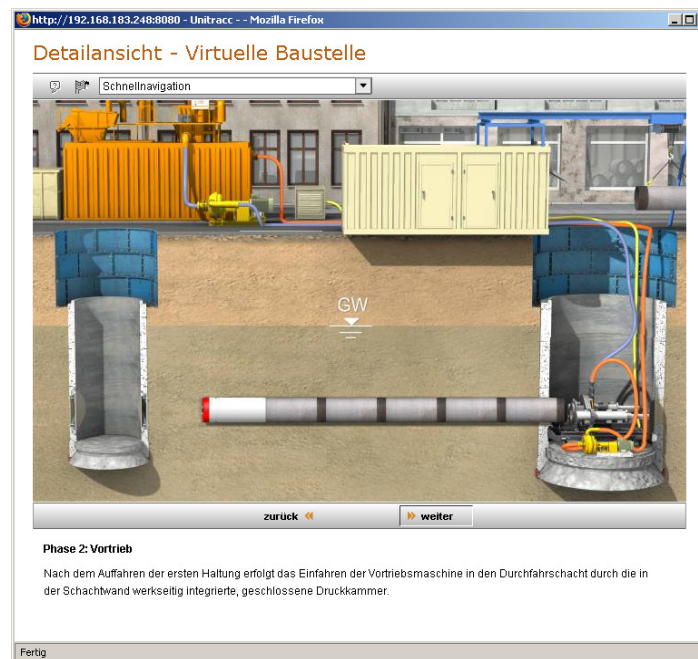 http://192.168.183.248:8080 - Unitracc - - Mozilla Firefox
Detailansicht - Virtuelle Baustelle
Schnellnavigation
GW
zurück
weiter
Phase 2: Vortrieb
Nach dem Auffahren der ersten Haltung erfolgt das Einfahren der Vortriebsmaschine in den Durchfahrschacht durch die in
der Schachtwand werkseitig integrierte, geschlossene Druckkammer.
Fertig